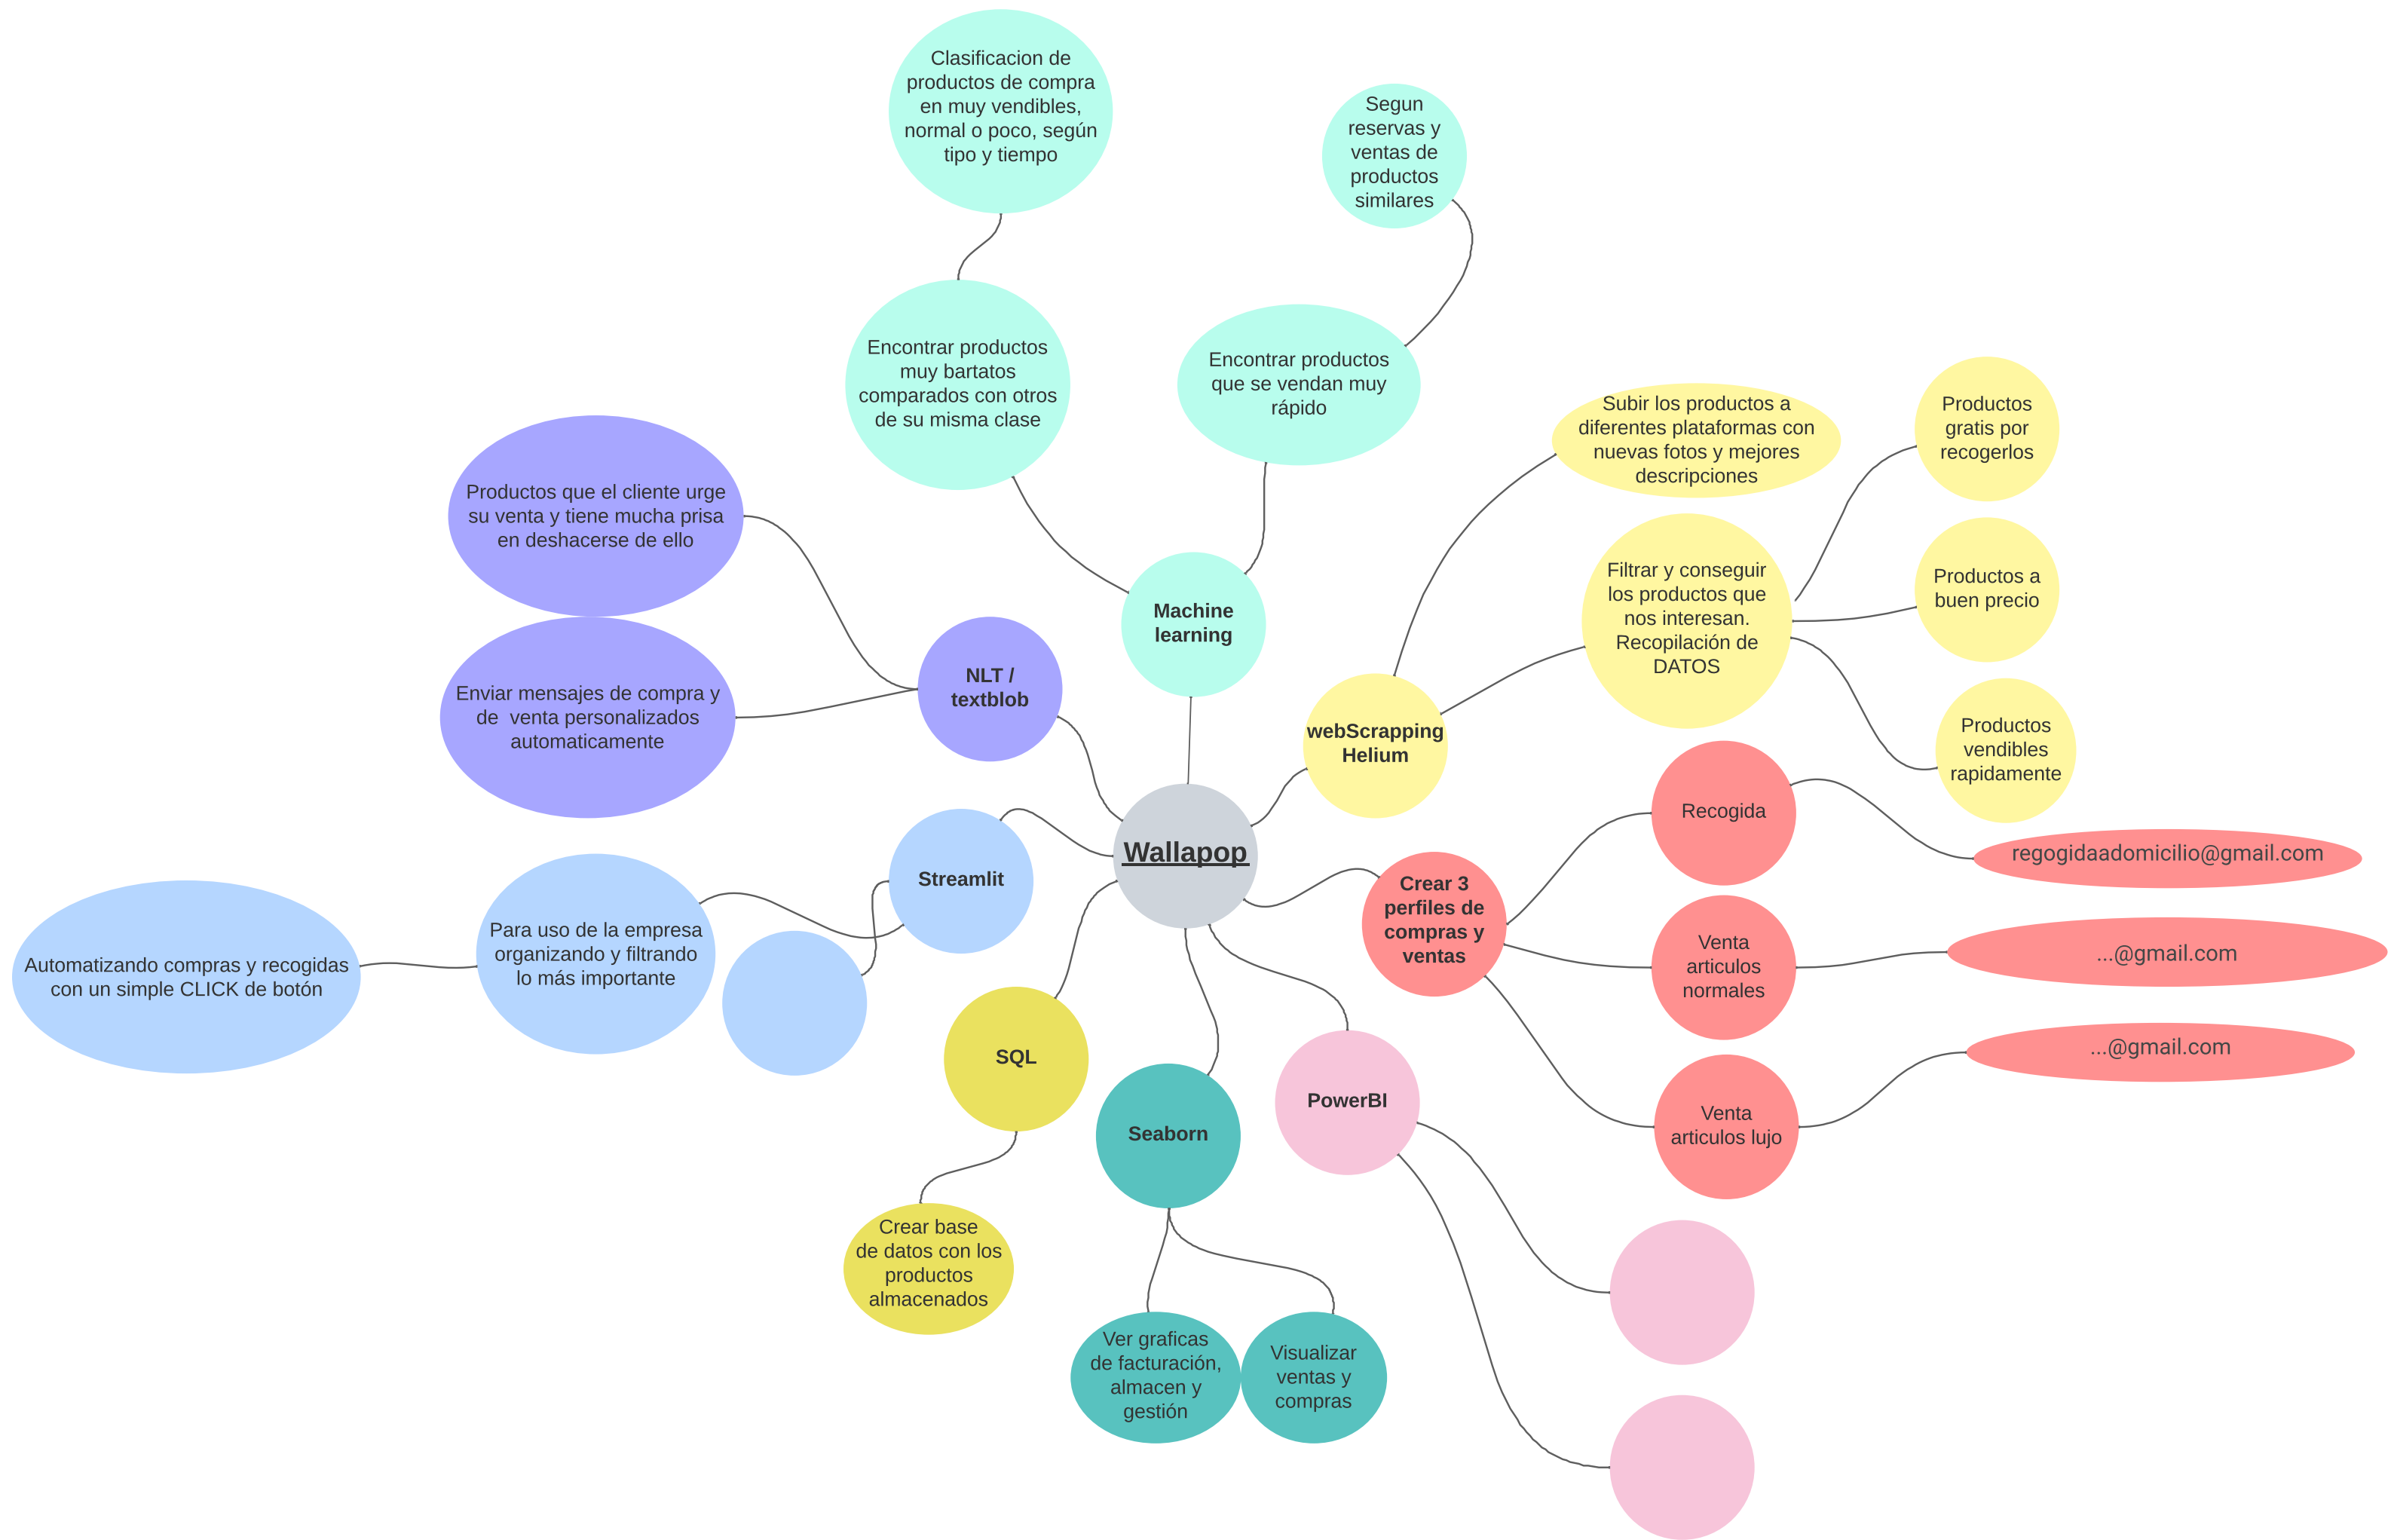 Clasificacion de
productos de compra
en muy vendibles,
normal o poco, según
tipo y tiempo
Segun
reservas y
ventas de
productos
similares
Encontrar productos
muy bartatos
comparados con otros
de su misma clase
Encontrar productos
que se vendan muy
rápido
Subir los productos a
diferentes plataformas con
nuevas fotos y mejores
descripciones
Productos
gratis por
recogerlos
Productos que el cliente urge
su venta y tiene mucha prisa
en deshacerse de ello
Filtrar y conseguir
los productos que
nos interesan.
Recopilación de
DATOS
Productos a
buen precio
Machine
learning
NLT /
textblob
Enviar mensajes de compra y
de  venta personalizados
automaticamente
webScrapping
Helium
Productos
vendibles
rapidamente
Recogida
regogidaadomicilio@gmail.com
Wallapop
Streamlit
Crear 3
perfiles de
compras y
ventas
Venta
articulos
normales
...@gmail.com
Para uso de la empresa
organizando y filtrando
lo más importante
Automatizando compras y recogidas
con un simple CLICK de botón
SQL
Seaborn
PowerBI
Venta
articulos lujo
...@gmail.com
Crear base
de datos con los
productos
almacenados
Ver graficas
de facturación,
almacen y
gestión
Visualizar
ventas y
compras